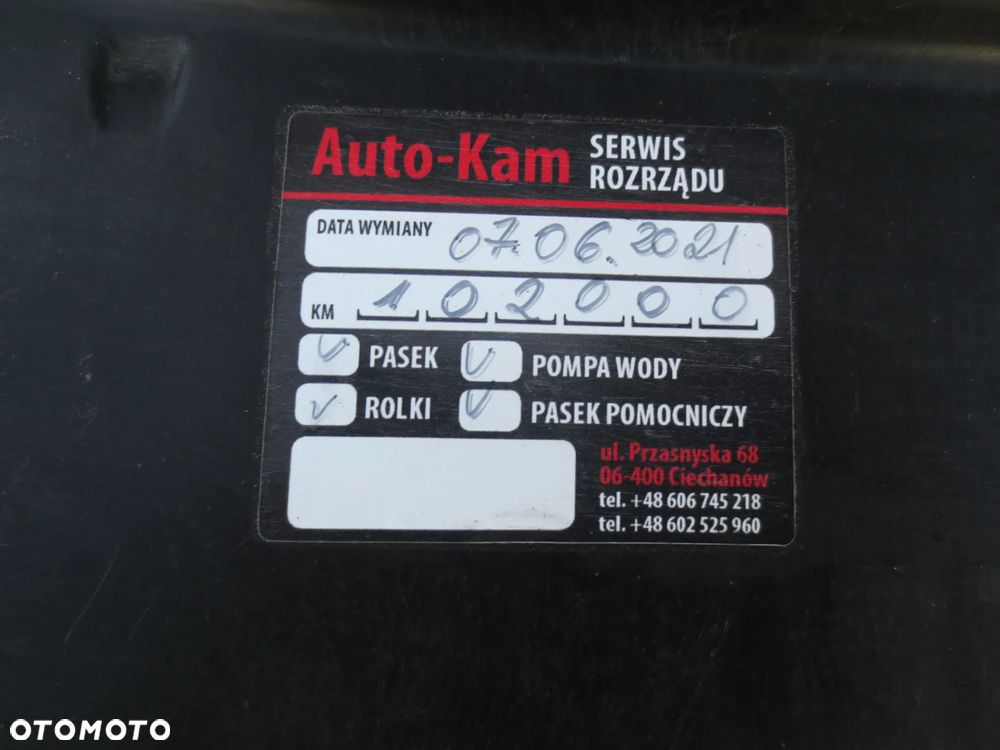 Auto-Kam SERWIS
ROZRZĄDU
DATA WYMIANY 07.06.2021
KM 102000
PASEK POMPA WODY
ROLKI PASEK POMOCNICZY
ul. Przasnyska 68
06-400 Ciechanów
tel. +48 606 745 218
tel. +48 602 525 960
OTOMOTO